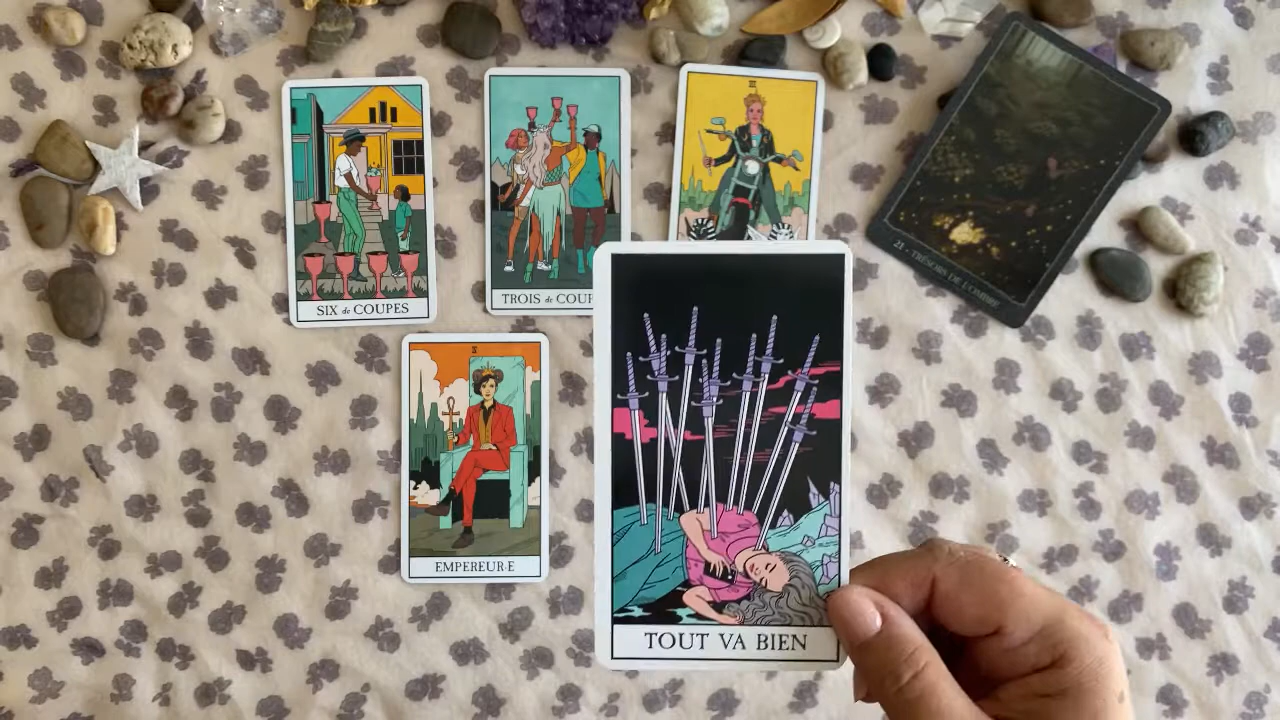 SIX de COUPES
TROIS de COUP
21 - TRÉSORS DE L'OMBRE
EMPEREUR·E
TOUT VA BIEN